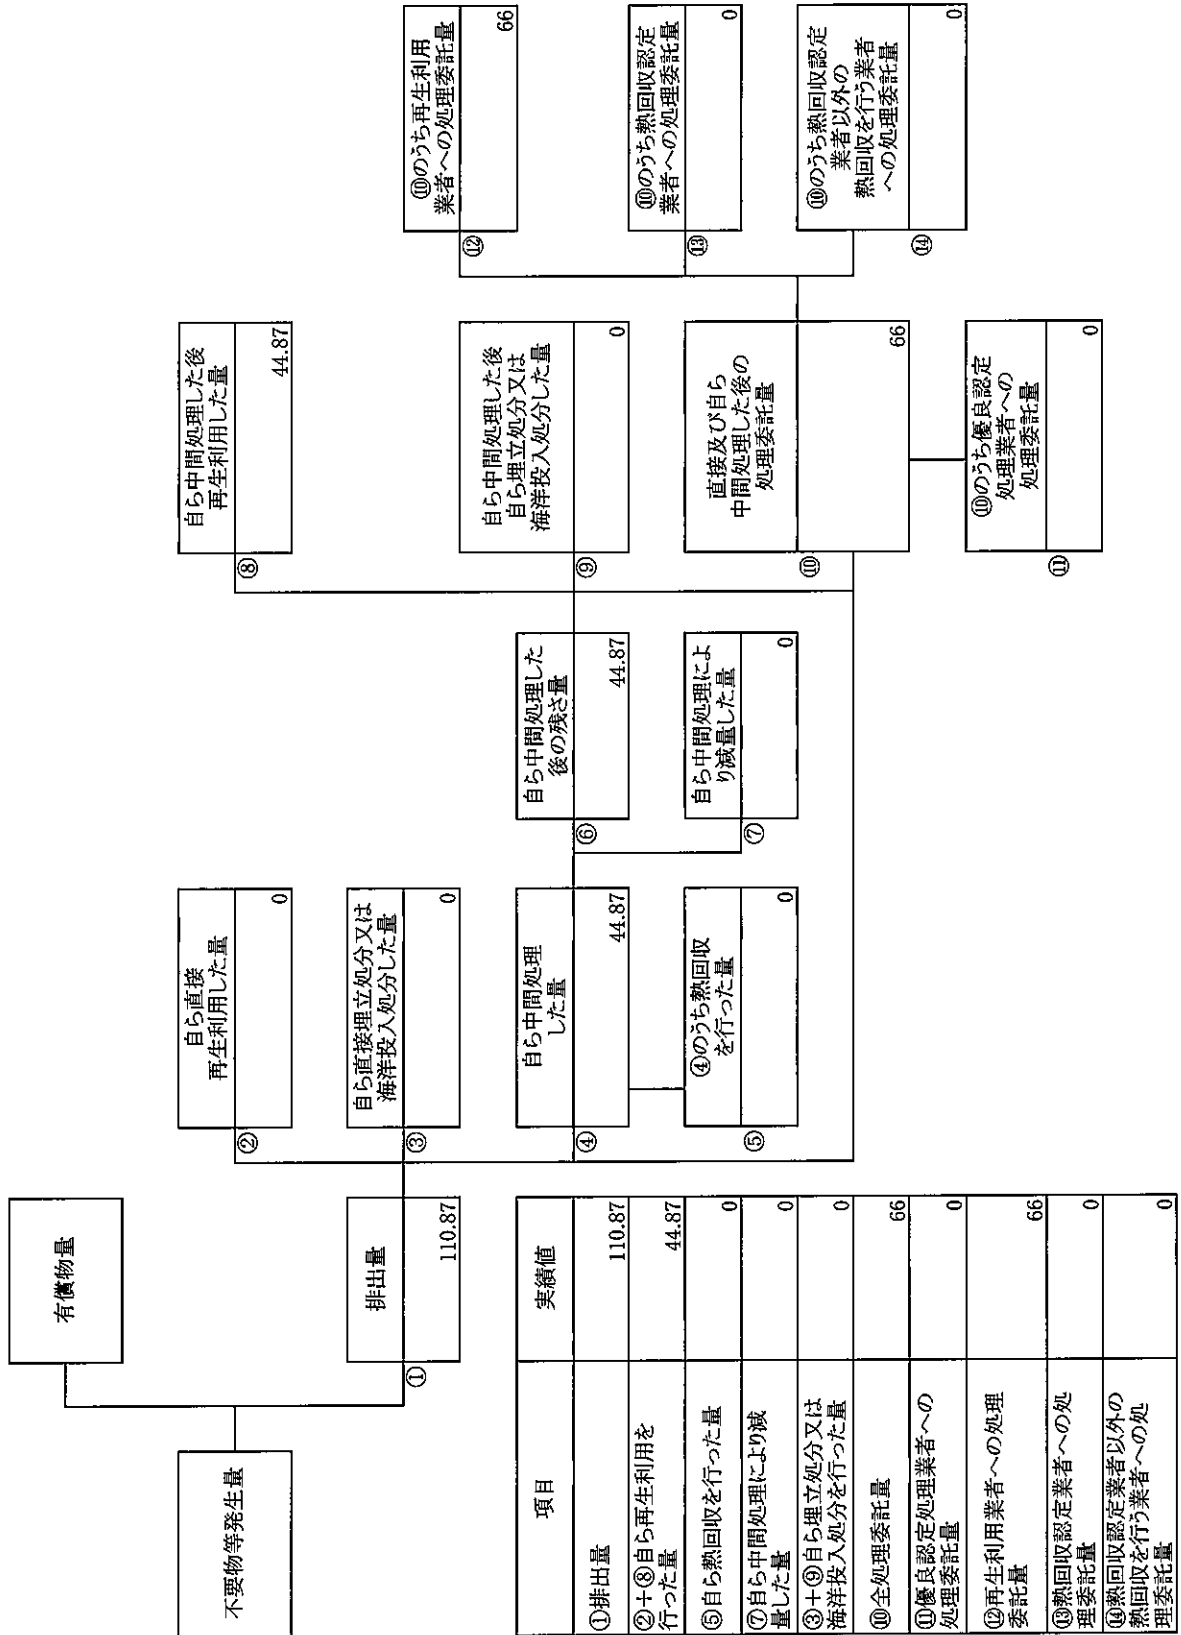 不要物等発生量
有償物量
①
排出量
110.87
②
自ら直接
再生利用した量
0
③
自ら直接埋立処分又は
海洋投入処分した量
0
④
自ら中間処理
した量
44.87
⑤
④のうち熱回収
を行った量
0
⑥
自ら中間処理した
後の残さ量
44.87
⑦
自ら中間処理によ
り減量した量
0
⑧
自ら中間処理した後
再生利用した量
44.87
⑨
自ら中間処理した後
自ら埋立処分又は
海洋投入処分した量
0
⑩
直接及び自ら
中間処理した後の
処理委託量
66
⑪
⑩のうち優良認定
処理業者への
処理委託量
0
⑫
⑩のうち再生利用
業者への処理委託量
66
⑬
⑩のうち熱回収認定
業者への処理委託量
0
⑭
⑩のうち熱回収認定
業者以外の
熱回収を行う業者
への処理委託量
0
項目
実績値
①排出量
110.87
②+⑧自ら再生利用を
行った量
44.87
⑤自ら熱回収を行った量
0
⑦自ら中間処理により減
量した量
0
③+⑨自ら埋立処分又は
海洋投入処分を行った量
0
⑩全処理委託量
66
⑪優良認定処理業者への
処理委託量
0
⑫再生利用業者への処理
委託量
66
⑬熱回収認定業者への処
理委託量
0
⑭熱回収認定業者以外の
熱回収を行う業者への処
理委託量
0